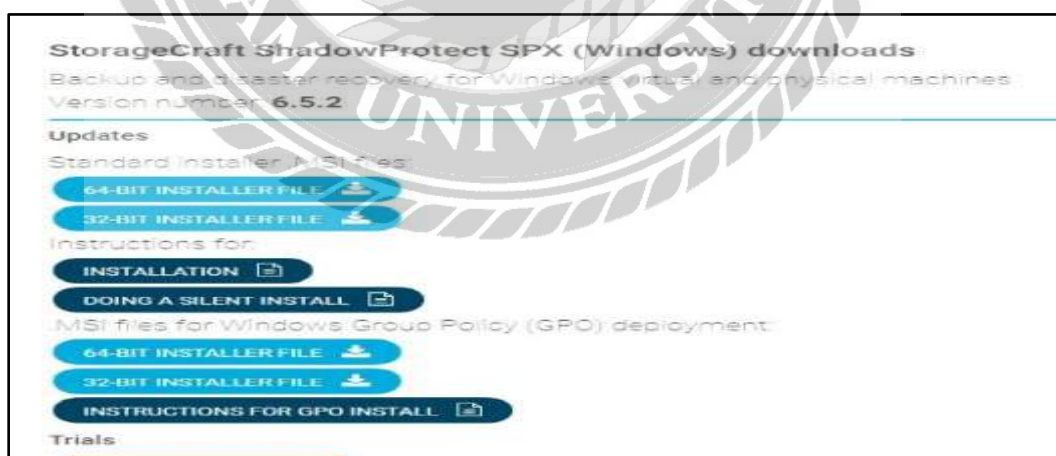 StorageCraft ShadowProtect SPX (Windows) downloads
Backup and disaster recovery for Windows virtual and physical machines
Version number 6.5.2
UNIVERSITY
Updates
Standard installer .MSI files:
64-BIT INSTALLER FILE
32-BIT INSTALLER FILE
Instructions for:
INSTALLATION
DOING A SILENT INSTALL
.MSI files for Windows Group Policy (GPO) deployment:
64-BIT INSTALLER FILE
32-BIT INSTALLER FILE
INSTRUCTIONS FOR GPO INSTALL
Trials